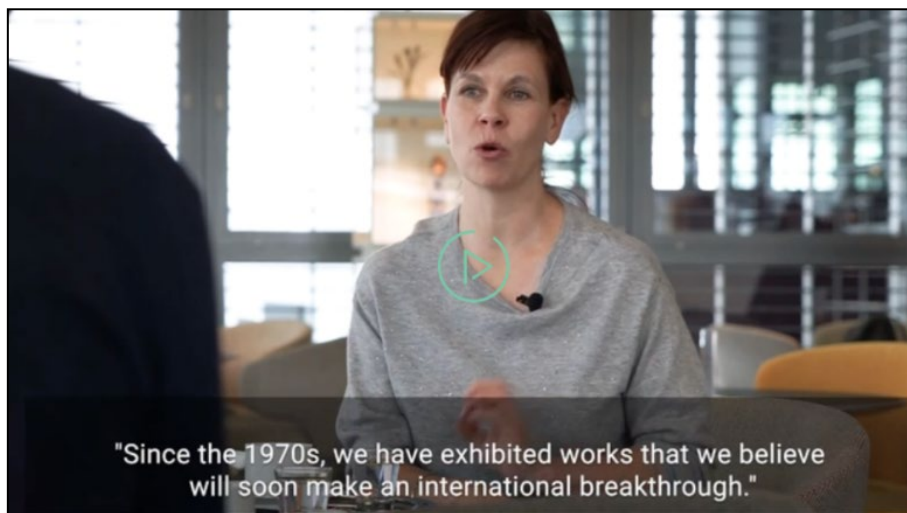 "Since the 1970s, we have exhibited works that we believe
will soon make an international breakthrough."